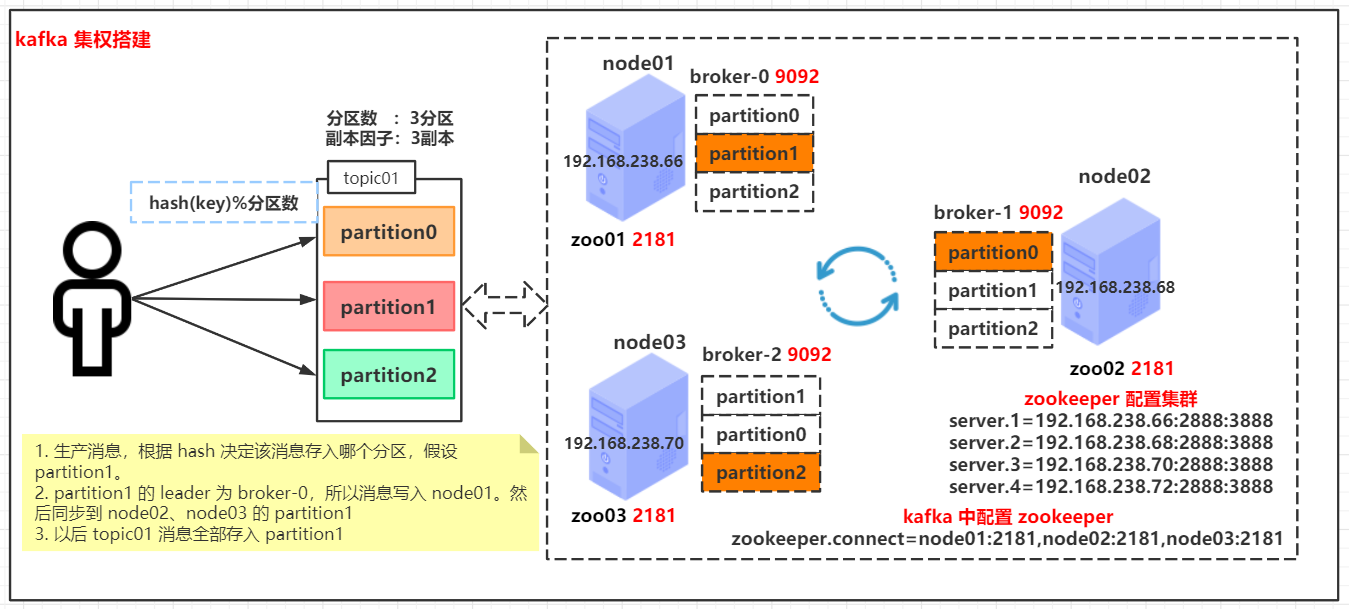 kafka 集权搭建
分区数 ：3分区
副本因子：3副本
topic01
hash(key)%分区数
partition0
partition1
partition2
1. 生产消息，根据 hash 决定该消息存入哪个分区，假设
partition1。
2. partition1 的 leader 为 broker-0，所以消息写入 node01。然
后同步到 node02、node03 的 partition1
3. 以后 topic01 消息全部存入 partition1
node01
broker-0 9092
partition0
partition1
partition2
192.168.238.66
zoo01 2181
node02
broker-1 9092
partition0
partition1
partition2
192.168.238.68
zoo02 2181
node03
broker-2 9092
partition1
partition0
partition2
192.168.238.70
zoo03 2181
zookeeper 配置集群
server.1=192.168.238.66:2888:3888
server.2=192.168.238.68:2888:3888
server.3=192.168.238.70:2888:3888
server.4=192.168.238.72:2888:3888
kafka 中配置 zookeeper
zookeeper.connect=node01:2181,node02:2181,node03:2181